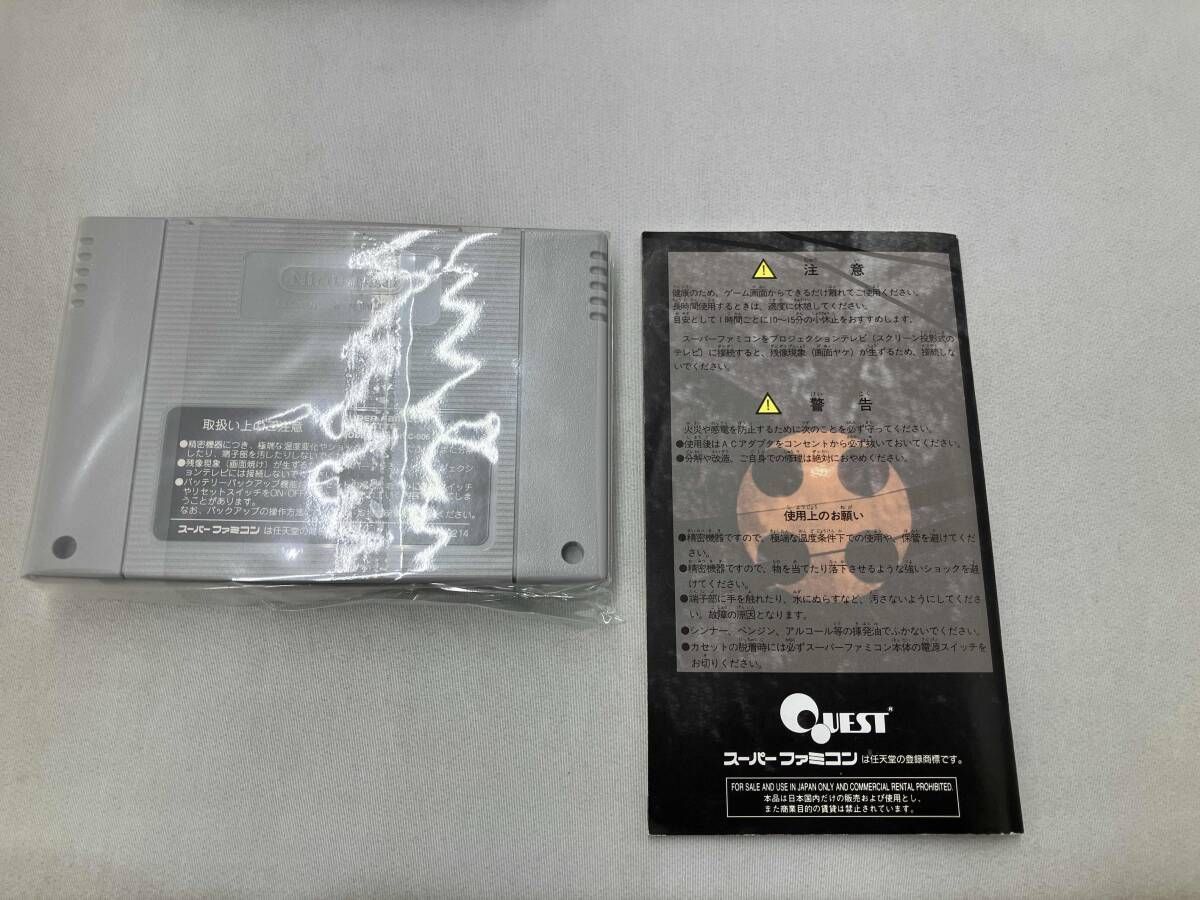 Nintendo
取扱い上のご注意
●精密機器につき、極端な温度変化やシ
したり、端子部を汚したりしない
●残像現象（画面焼け）が生ずる
ョンテレビには接続しないで
●バッテリーバックアップ機能
やリセットスイッチをON・OFF
うことがあります。
なお、バックアップの操作方法
ください。
スーパーファミコン は任天堂の
注意
健康のため、ゲーム画面からできるだけ離れてご使用ください。
長時間使用するときは、適度に休憩してください。
目安として1時間ごとに10〜15分の小休止をおすすめします。
スーパーファミコンをプロジェクションテレビ（スクリーン投影式の
テレビ）に接続すると、残像現象（画面ヤケ）が生ずるため、接続しな
いでください。
警告
火災や感電を防止するために次のことを必ず守ってください。
●使用後はACアダプタをコンセントから必ず抜いておいてください。
●分解や改造、ご自身での修理は絶対におやめください。
使用上のお願い
●精密機器ですので、極端な温度条件下での使用や、保管を避けてくだ
さい。
●精密機器ですので、物を当てたり落下させるような強いショックを避
けてください。
●端子部に手を触れたり、水にぬらすなど、汚さないようにしてくださ
い。故障の原因となります。
●シンナー、ベンジン、アルコール等の揮発油でふかないでください。
●カセットの脱着時には必ずスーパーファミコン本体の電源スイッチを
お切りください。
QUEST®
スーパーファミコン は任天堂の登録商標です。
FOR SALE AND USE IN JAPAN ONLY AND COMMERCIAL RENTAL PROHIBITED.
本品は日本国内だけの販売および使用とし、
また商業目的の賃貸は禁止されています。